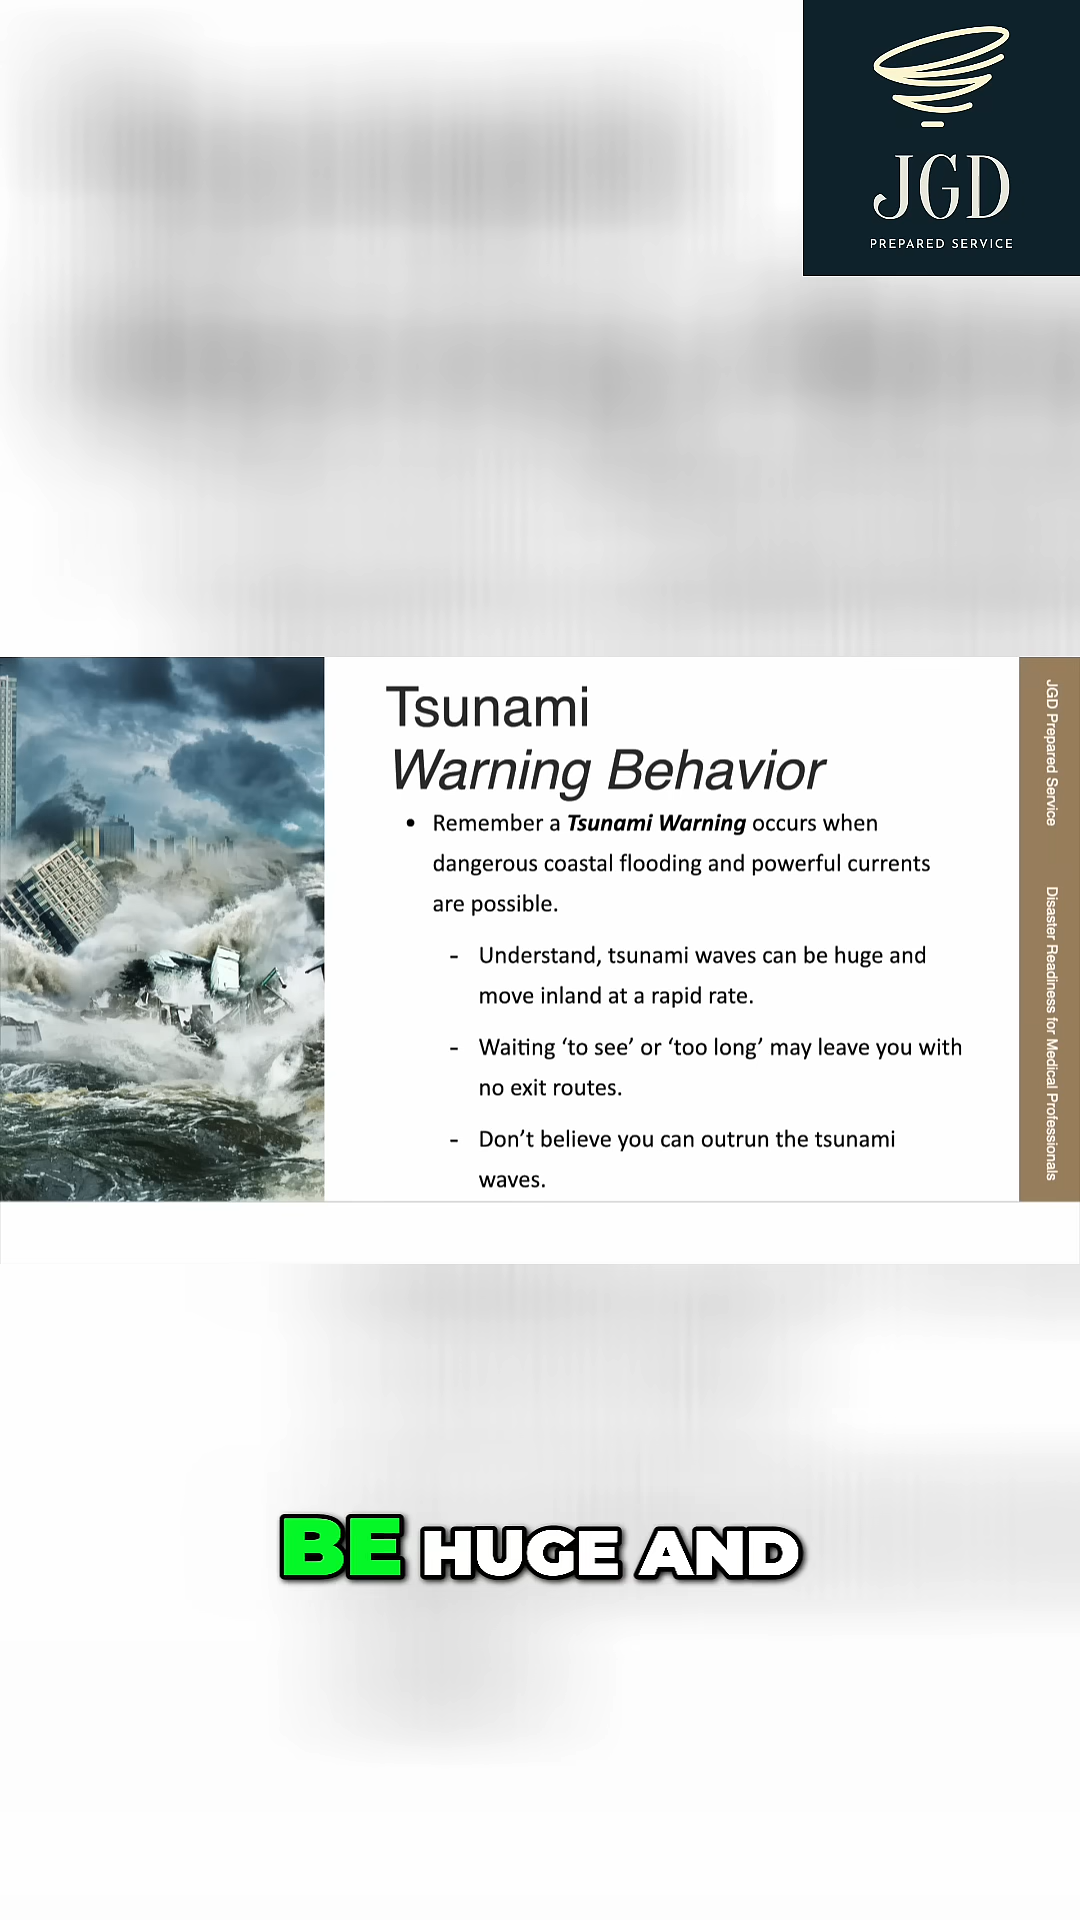 JGD
PREPARED SERVICE
Tsunami
Warning Behavior
• Remember a Tsunami Warning occurs when
dangerous coastal flooding and powerful currents
are possible.
- Understand, tsunami waves can be huge and
move inland at a rapid rate.
- Waiting ‘to see’ or ‘too long’ may leave you with
no exit routes.
- Don’t believe you can outrun the tsunami
waves.
JGD Prepared Service
Disaster Readiness for Medical Professionals
BE HUGE AND